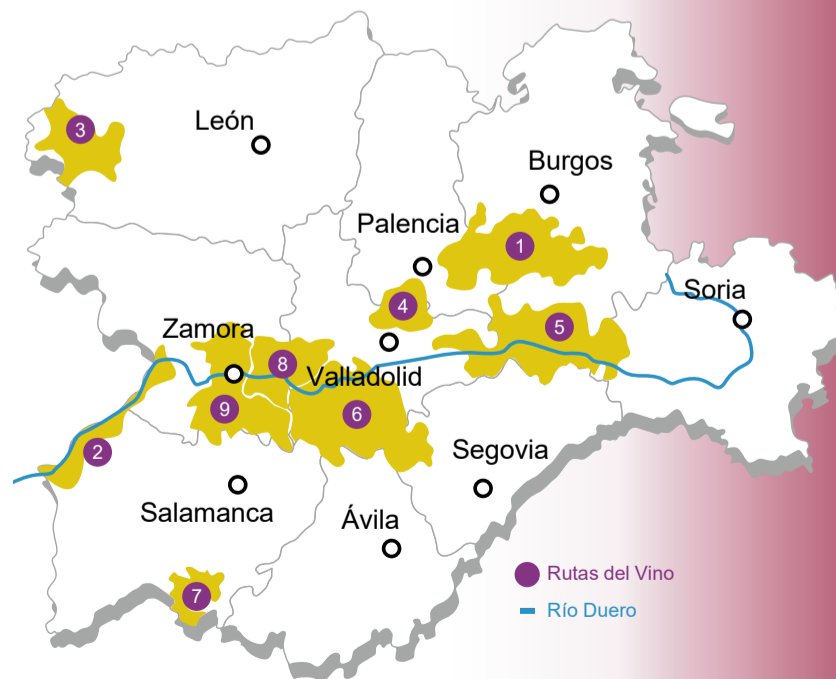 3
León
Burgos
Palencia
1
Soria
4
5
Zamora
8
Valladolid
9
6
2
Segovia
Salamanca
Ávila
7
Rutas del Vino
Río Duero